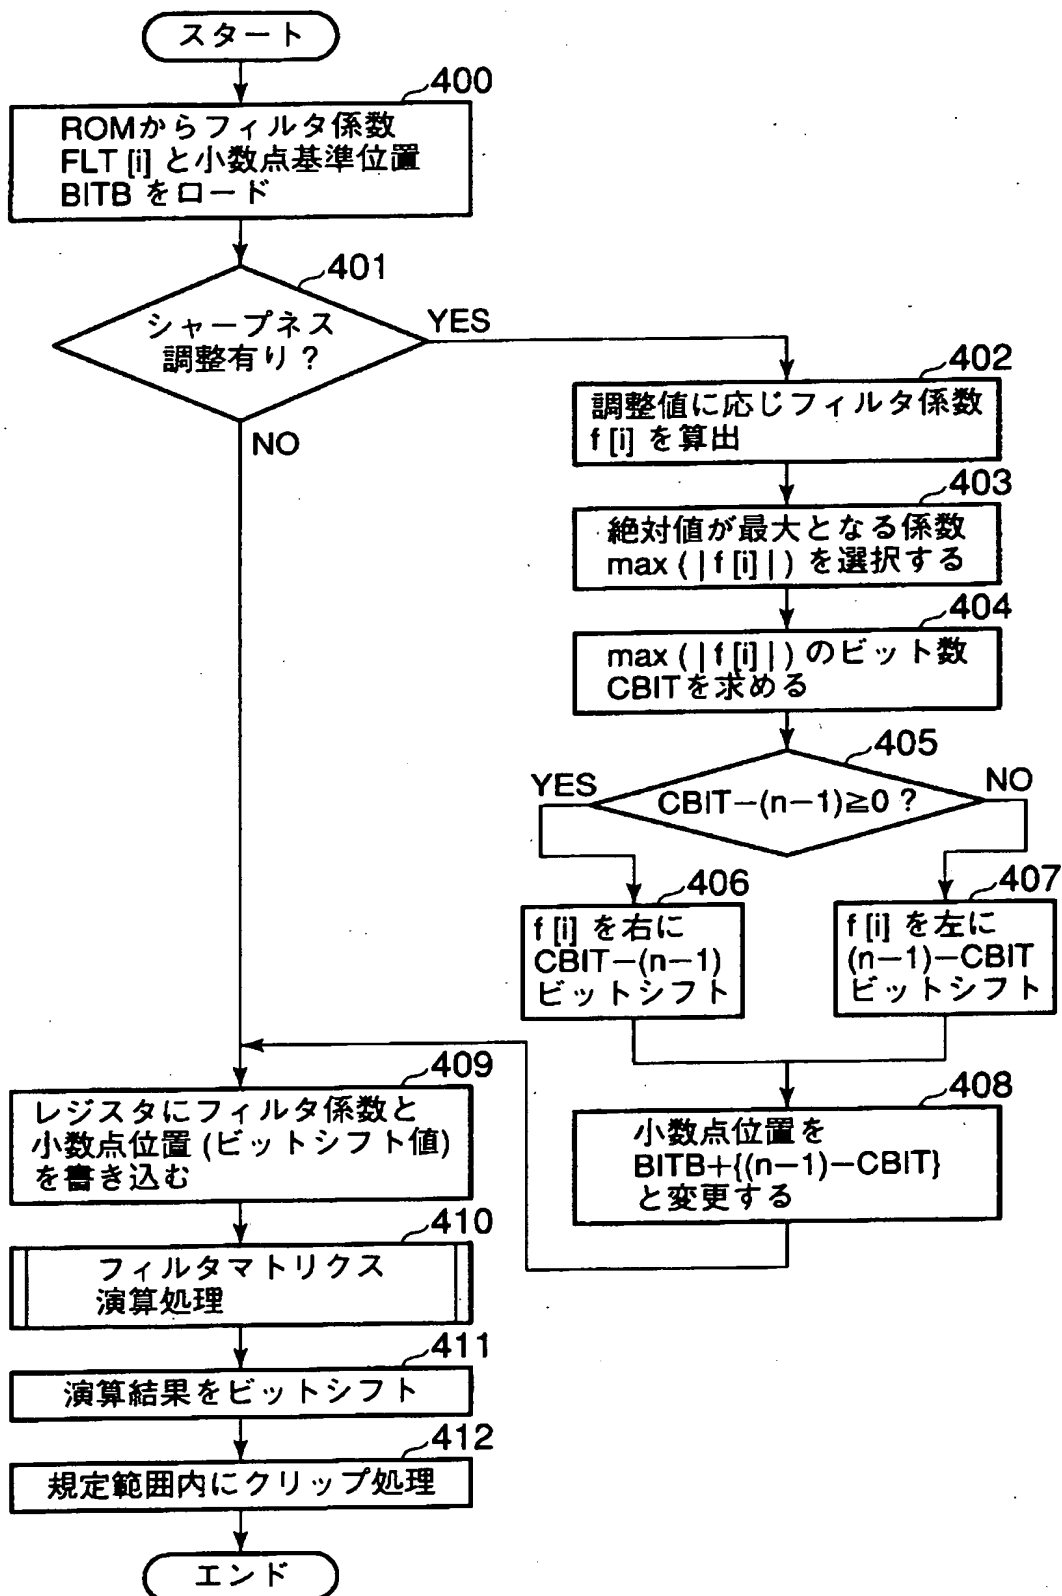 スタート
400
ROMからフィルタ係数
FLT [i] と小数点基準位置
BITB をロード
401
シャープネス
調整有り?
YES
NO
402
調整値に応じフィルタ係数
f [i] を算出
403
絶対値が最大となる係数
max ( | f [i] | ) を選択する
404
max ( | f [i] | ) のビット数
CBITを求める
405
CBIT−(n−1)≧0 ?
YES
NO
406
f [i] を右に
CBIT−(n−1)
ビットシフト
407
f [i] を左に
(n−1)−CBIT
ビットシフト
408
小数点位置を
BITB+{(n−1)−CBIT}
と変更する
409
レジスタにフィルタ係数と
小数点位置 (ビットシフト値)
を書き込む
410
フィルタマトリクス
演算処理
411
演算結果をビットシフト
412
規定範囲内にクリップ処理
エンド